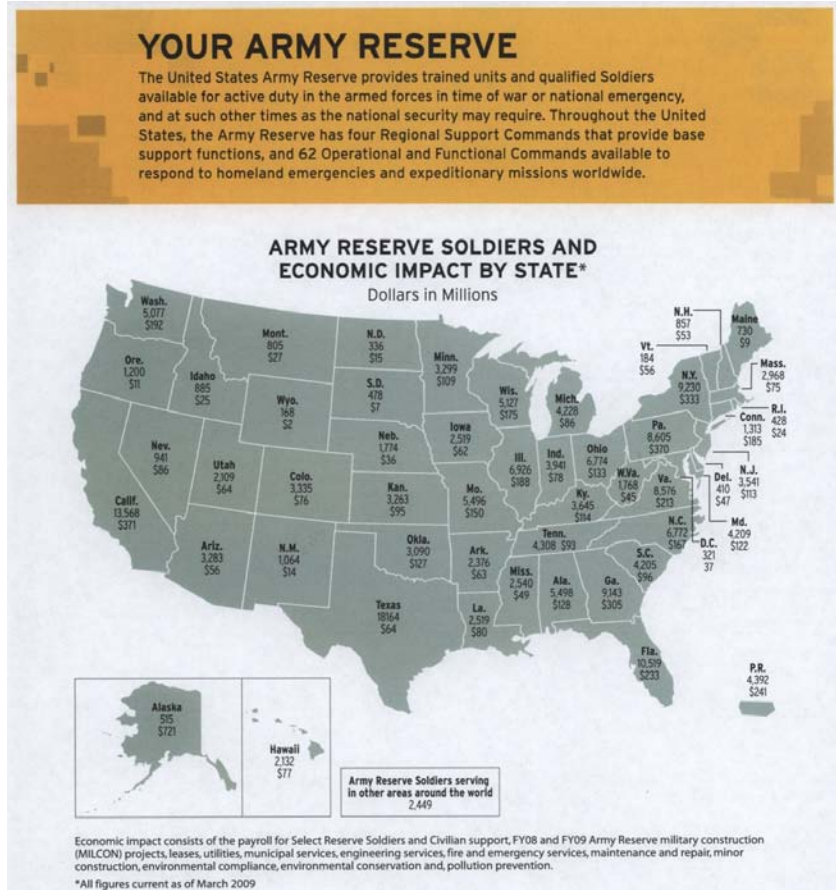 YOUR ARMY RESERVE
The United States Army Reserve provides trained units and qualified Soldiers
available for active duty in the armed forces in time of war or national emergency,
and at such other times as the national security may require. Throughout the United
States, the Army Reserve has four Regional Support Commands that provide base
support functions, and 62 Operational and Functional Commands available to
respond to homeland emergencies and expeditionary missions worldwide.
ARMY RESERVE SOLDIERS AND
ECONOMIC IMPACT BY STATE*
Dollars in Millions
Wash.
5,077
$192
Ore.
1,200
$11
Idaho
885
$25
Mont.
805
$27
Wyo.
168
$2
N.D.
336
$15
S.D.
478
$7
Neb.
1,774
$36
Minn.
3,299
$109
Iowa
2,519
$62
Wis.
5,127
$175
Mich.
4,228
$86
N.H.
857
$53
Vt.
184
$56
Maine
730
$9
Mass.
2,968
$75
N.Y.
9,230
$333
R.I.
428
$24
Conn.
1,313
$185
Pa.
8,605
$370
N.J.
3,541
$113
Del.
410
$47
Md.
4,209
$122
D.C.
321
37
Nev.
941
$86
Calif.
13,568
$371
Utah
2,109
$64
Colo.
3,335
$76
Kan.
3,263
$95
Mo.
5,496
$150
Ill.
6,926
$188
Ind.
3,941
$78
Ohio
6,774
$133
W.Va.
1,768
$45
Va.
8,576
$213
Ky.
3,645
$114
N.C.
6,772
$167
Tenn.
4,308 $93
S.C.
4,205
$96
Ariz.
3,283
$56
N.M.
1,064
$14
Okla.
3,090
$127
Ark.
2,376
$63
Texas
18164
$64
La.
2,519
$80
Miss.
2,540
$49
Ala.
5,498
$128
Ga.
9,143
$305
Fla.
10,519
$233
P.R.
4,392
$241
Alaska
515
$721
Hawaii
2,132
$77
Army Reserve Soldiers serving
in other areas around the world
2,449
Economic impact consists of the payroll for Select Reserve Soldiers and Civilian support, FY08 and FY09 Army Reserve military construction
(MILCON) projects, leases, utilities, municipal services, engineering services, fire and emergency services, maintenance and repair, minor
construction, environmental compliance, environmental conservation and, pollution prevention.
*All figures current as of March 2009